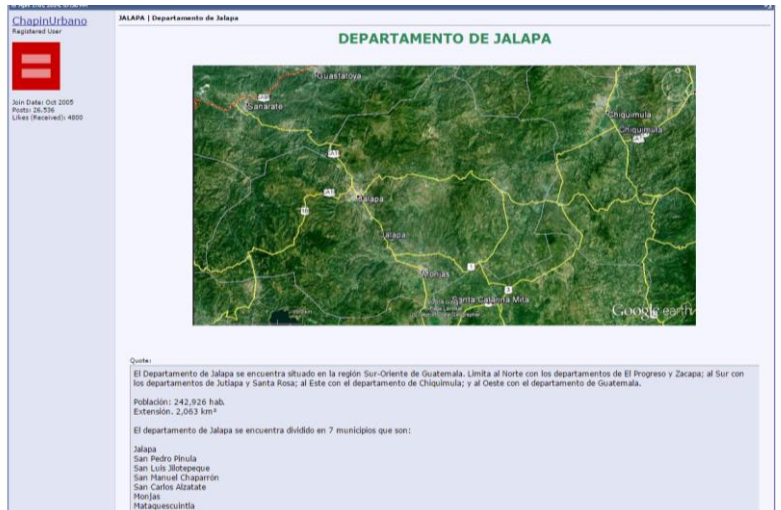 ChapinUrbano
Registered User
Join Date: Oct 2005
Posts: 26,536
Likes (Received): 4800
JALAPA | Departamento de Jalapa
DEPARTAMENTO DE JALAPA
Guastatoya
Sanarate
Chiquimula
Chiquimula
Jalapa
Jalapa
Monjas
Santa Catarina Mita
Google earth
Quote:
El Departamento de Jalapa se encuentra situado en la región Sur-Oriente de Guatemala. Limita al Norte con los departamentos de El Progreso y Zacapa; al Sur con
los departamentos de Jutiapa y Santa Rosa; al Este con el departamento de Chiquimula; y al Oeste con el departamento de Guatemala.
Población: 242,926 hab.
Extensión. 2,063 km²
El departamento de Jalapa se encuentra dividido en 7 municipios que son:
Jalapa
San Pedro Pinula
San Luis Jilotepeque
San Manuel Chaparrón
San Carlos Alzatate
Monjas
Mataquescuintla